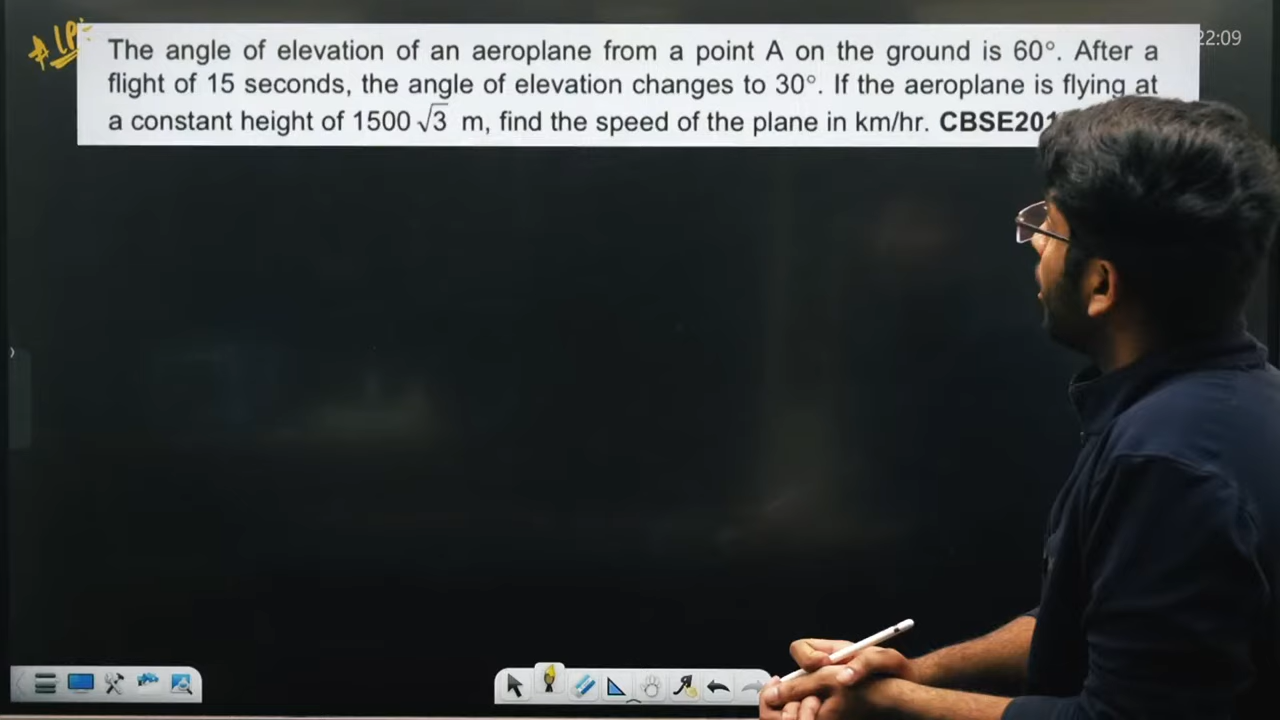 ALP:
22:09
The angle of elevation of an aeroplane from a point A on the ground is 60°. After a
flight of 15 seconds, the angle of elevation changes to 30°. If the aeroplane is flying at
a constant height of 1500 √3 m, find the speed of the plane in km/hr. CBSE201